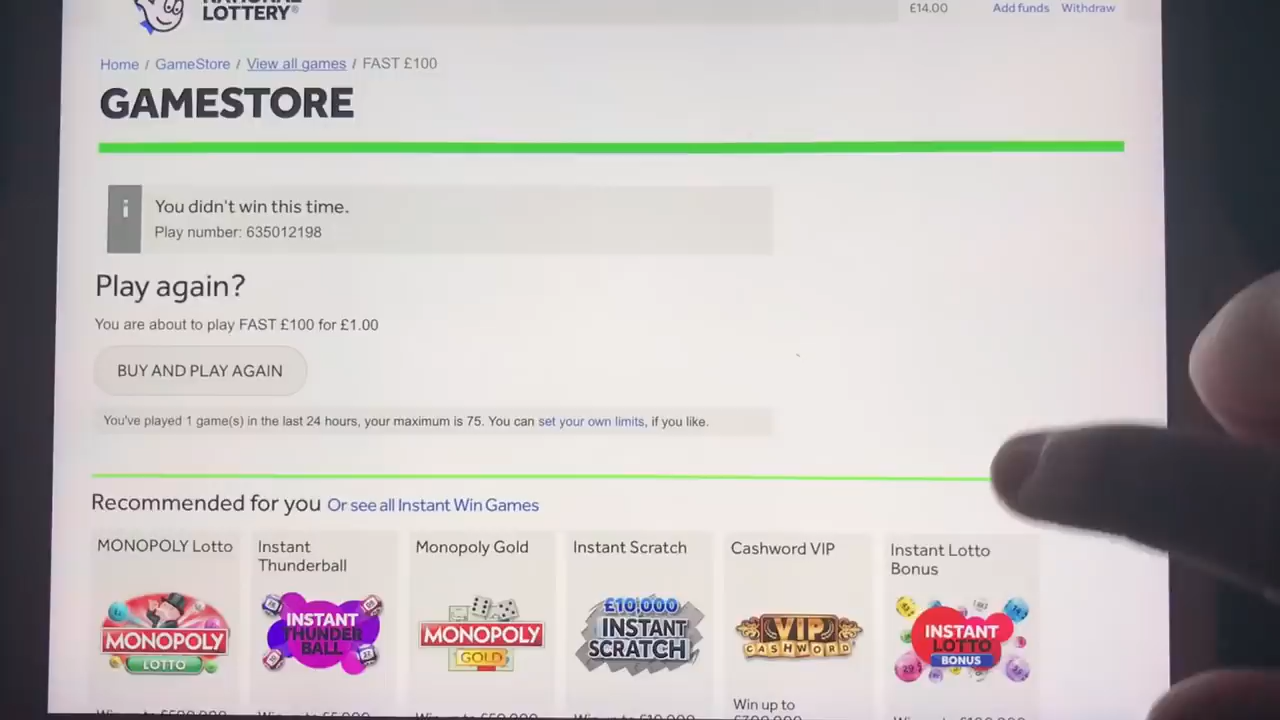 NATIONAL
LOTTERY®
£14.00 Add funds Withdraw
Home / GameStore / View all games / FAST £100
GAMESTORE
i
You didn't win this time.
Play number: 635012198
Play again?
You are about to play FAST £100 for £1.00
BUY AND PLAY AGAIN
You've played 1 game(s) in the last 24 hours, your maximum is 75. You can set your own limits, if you like.
Recommended for you Or see all Instant Win Games
MONOPOLY Lotto
MONOPOLY
LOTTO
Instant
Thunderball
INSTANT
THUNDER
BALL
Monopoly Gold
MONOPOLY
GOLD
Instant Scratch
£10,000
INSTANT
SCRATCH
Cashword VIP
VIP
CASHWORD
Win up to
Instant Lotto
Bonus
INSTANT
LOTTO
BONUS